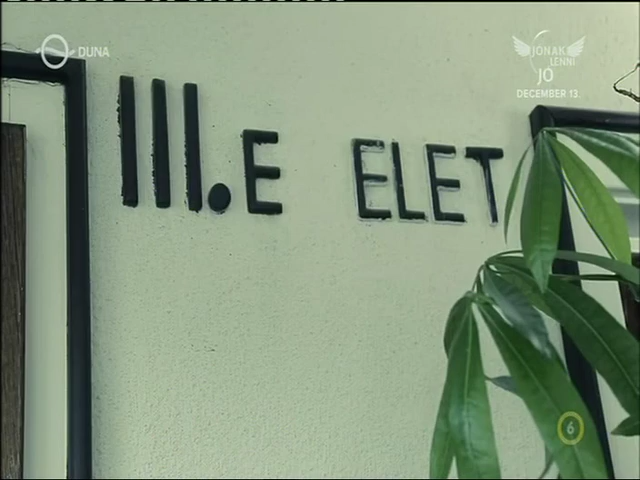 DUNA
JÓNAK
LENNI
JÓ
DECEMBER 13.
III.E ELET
6